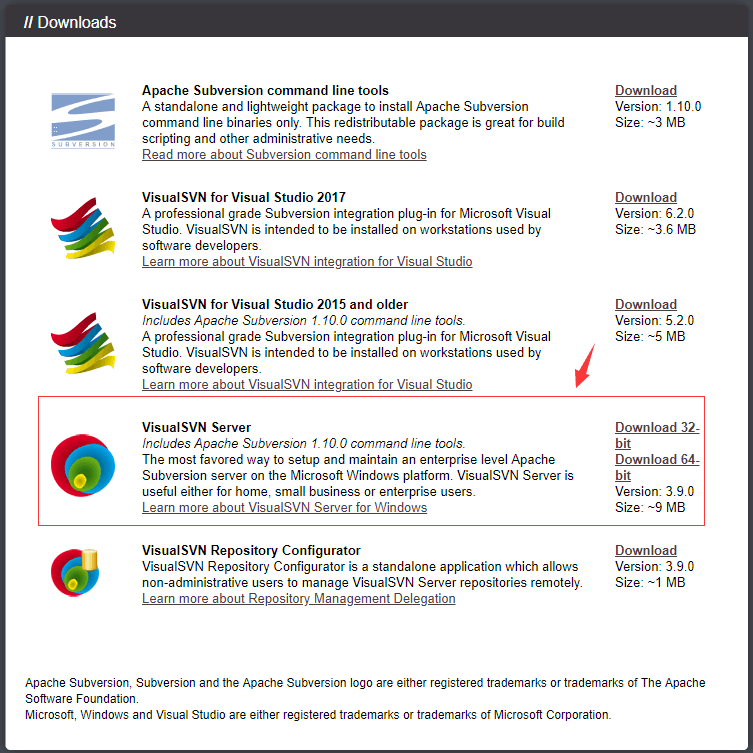 // Downloads
Apache Subversion command line tools
A standalone and lightweight package to install Apache Subversion
command line binaries only. This redistributable package is great for build
scripting and other administrative needs.
Read more about Subversion command line tools
Download
Version: 1.10.0
Size: ~3 MB
SUBVERSION
VisualSVN for Visual Studio 2017
A professional grade Subversion integration plug-in for Microsoft Visual
Studio. VisualSVN is intended to be installed on workstations used by
software developers.
Learn more about VisualSVN integration for Visual Studio
Download
Version: 6.2.0
Size: ~3.6 MB
VisualSVN for Visual Studio 2015 and older
Includes Apache Subversion 1.10.0 command line tools.
A professional grade Subversion integration plug-in for Microsoft Visual
Studio. VisualSVN is intended to be installed on workstations used by
software developers.
Learn more about VisualSVN integration for Visual Studio
Download
Version: 5.2.0
Size: ~5 MB
VisualSVN Server
Includes Apache Subversion 1.10.0 command line tools.
The most favored way to setup and maintain an enterprise level Apache
Subversion server on the Microsoft Windows platform. VisualSVN Server is
useful either for home, small business or enterprise users.
Learn more about VisualSVN Server for Windows
Download 32-
bit
Download 64-
bit
Version: 3.9.0
Size: ~9 MB
VisualSVN Repository Configurator
VisualSVN Repository Configurator is a standalone application which allows
non-administrative users to manage VisualSVN Server repositories remotely.
Learn more about Repository Management Delegation
Download
Version: 3.9.0
Size: ~1 MB
Apache Subversion, Subversion and the Apache Subversion logo are either registered trademarks or trademarks of The Apache
Software Foundation.
Microsoft, Windows and Visual Studio are either registered trademarks or trademarks of Microsoft Corporation.